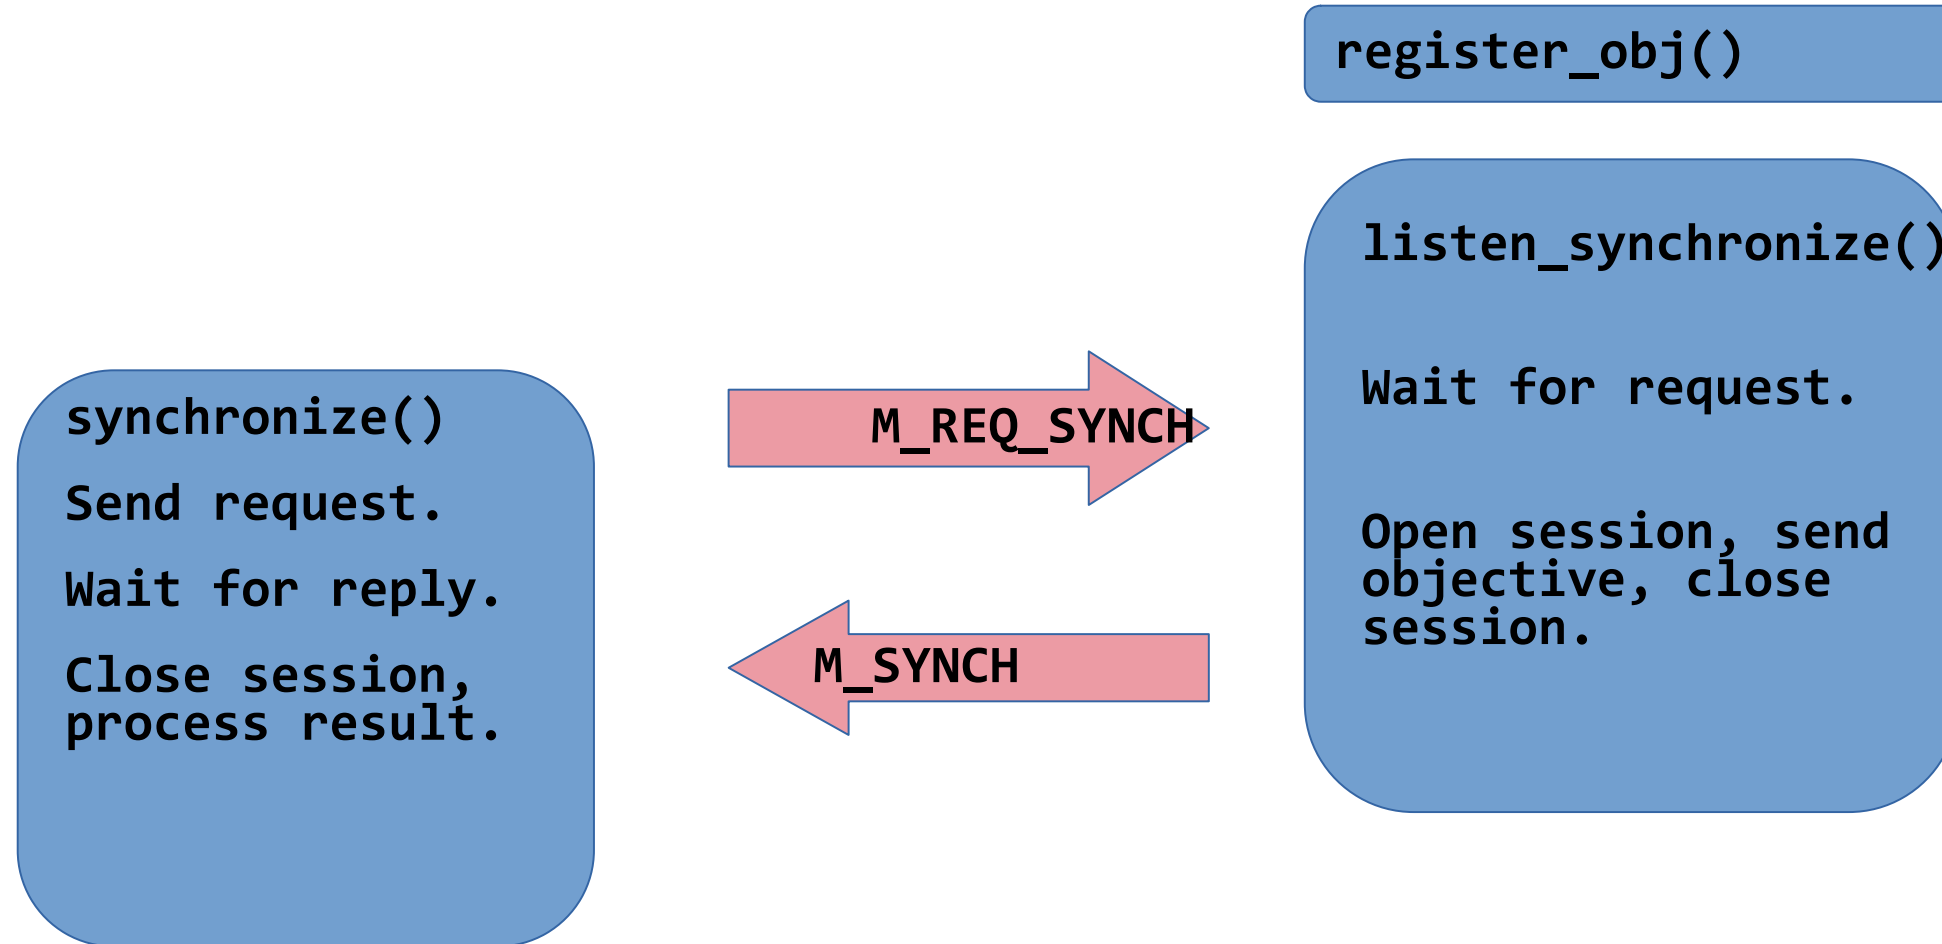 register_obj()
listen_synchronize()
Wait for request.
Open session, send
objective, close
session.
synchronize()
Send request.
Wait for reply.
Close session,
process result.
M_REQ_SYNCH
M_SYNCH